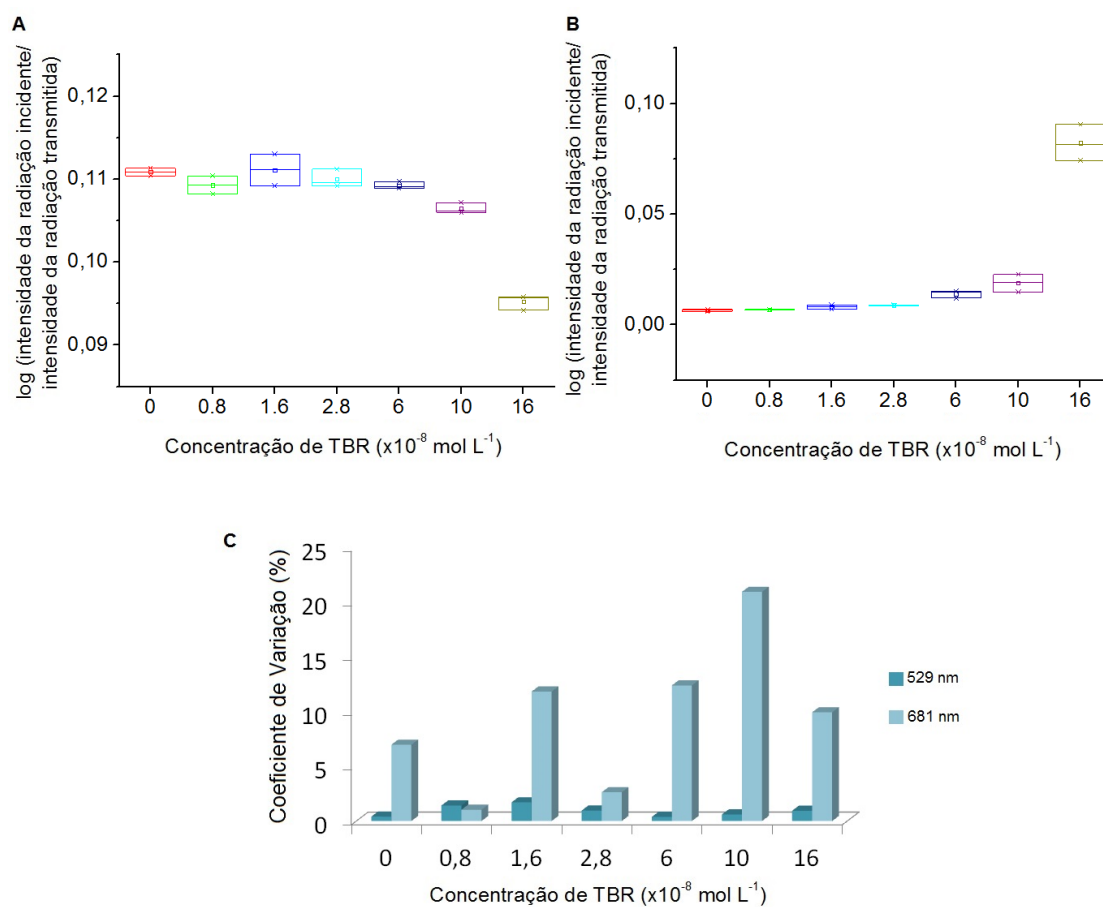 A
log (intensidade da radiação incidente/
intensidade da radiação transmitida)
0,12
0,11
0,10
0,09
0 0.8 1.6 2.8 6 10 16
Concentração de TBR (x10⁻⁸ mol L⁻¹)
B
log (intensidade da radiação incidente/
intensidade da radiação transmitida)
0,10
0,05
0,00
0 0.8 1.6 2.8 6 10 16
Concentração de TBR (x10⁻⁸ mol L⁻¹)
C
Coeficiente de Variação (%)
25
20
15
10
5
0
0 0,8 1,6 2,8 6 10 16
Concentração de TBR (x10⁻⁸ mol L⁻¹)
529 nm
681 nm